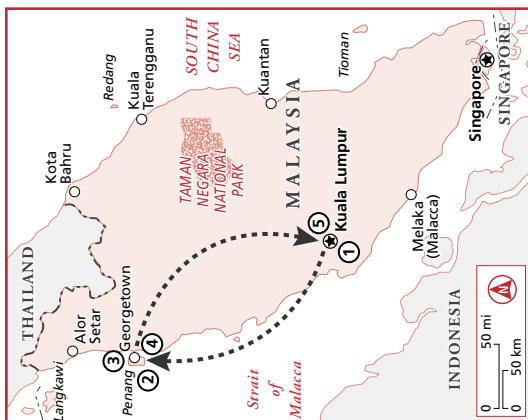 THAILAND
Langkawi
Alor
Setar
Kota
Bahru
Redang
Kuala
Terengganu
SOUTH
CHINA
SEA
3
Georgetown
Penang
2
4
TAMAN
NEGARA
NATIONAL
PARK
Kuantan
Tioman
MALAYSIA
5
Kuala Lumpur
1
Strait
of
Malacca
Melaka
(Malacca)
Singapore
SINGAPORE
INDONESIA
N
50 mi
50 km
0
0